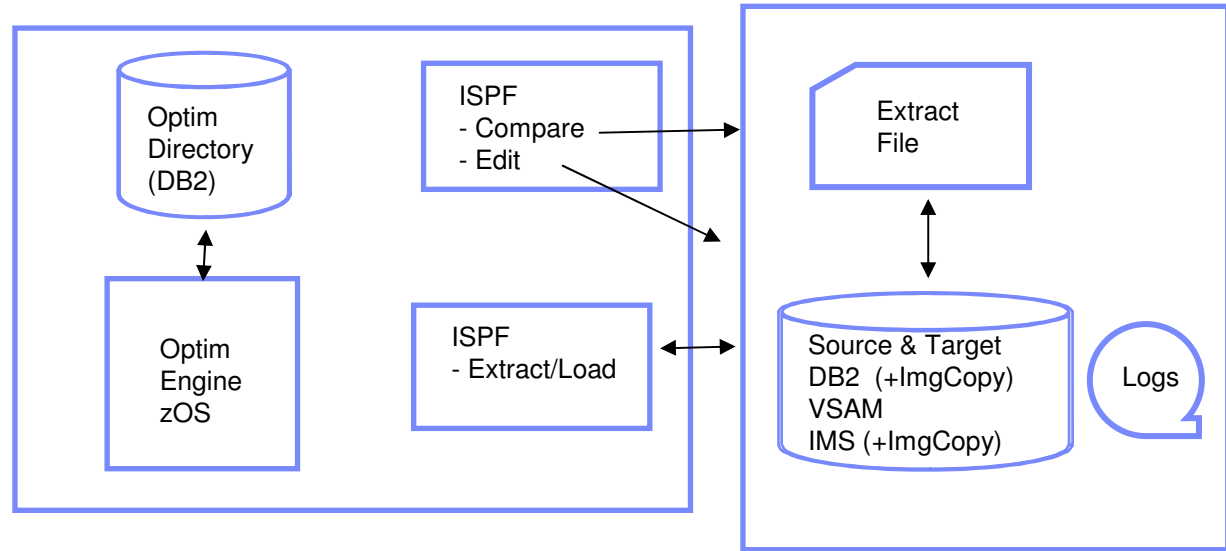 Optim
Directory
(DB2)
ISPF
- Compare
- Edit
Extract
File
Optim
Engine
zOS
ISPF
- Extract/Load
Source & Target
DB2  (+ImgCopy)
VSAM
IMS (+ImgCopy)
Logs